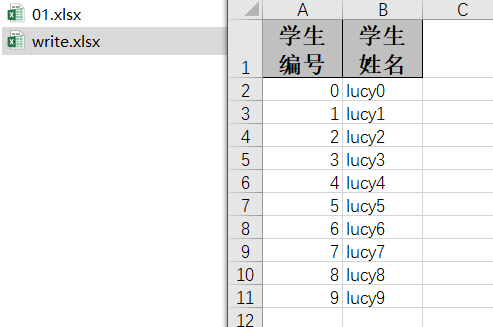 01.xlsx
write.xlsx
A B C
1 学生编号 学生姓名
2 0 lucy0
3 1 lucy1
4 2 lucy2
5 3 lucy3
6 4 lucy4
7 5 lucy5
8 6 lucy6
9 7 lucy7
10 8 lucy8
11 9 lucy9
12